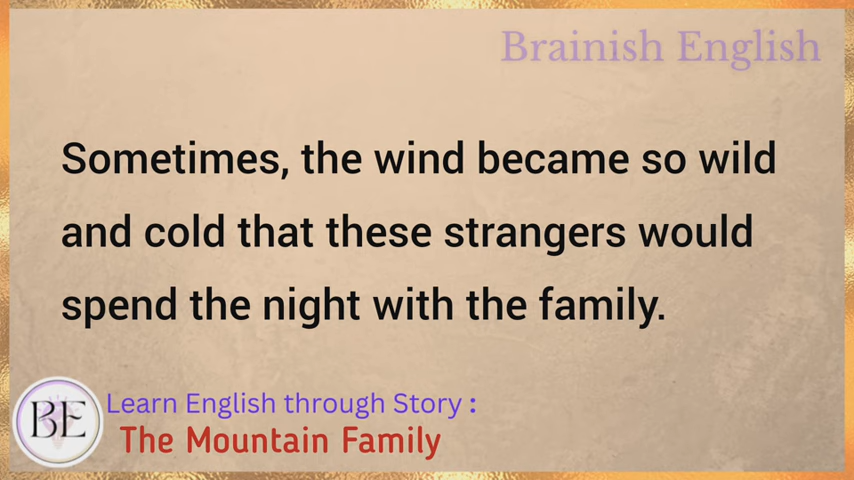 Brainish English
Sometimes, the wind became so wild
and cold that these strangers would
spend the night with the family.
BE
Learn English through Story :
The Mountain Family